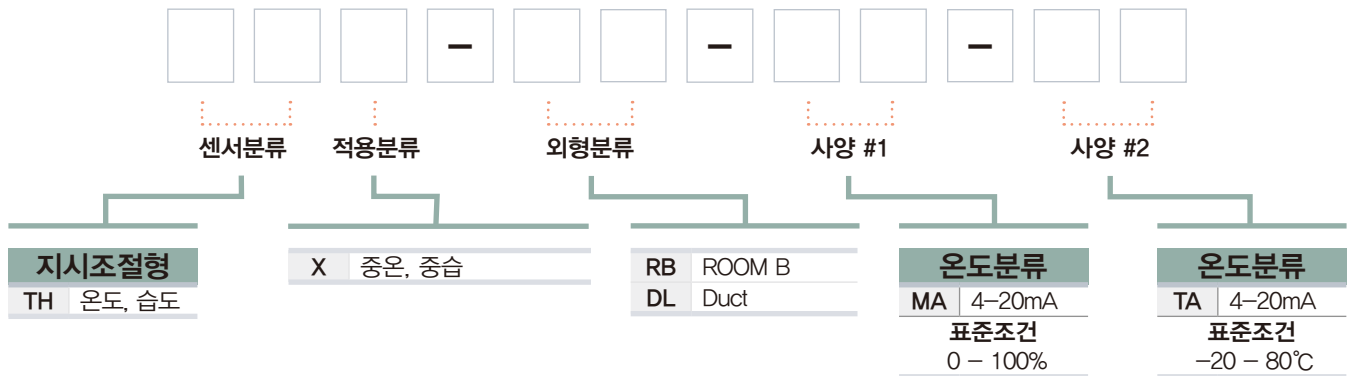 – – –
센서분류 적용분류 외형분류 사양 #1 사양 #2
지시조절형
TH 온도, 습도
X 중온, 중습
RB ROOM B
DL Duct
온도분류
MA 4–20mA
표준조건
0 – 100%
온도분류
TA 4–20mA
표준조건
–20 – 80℃